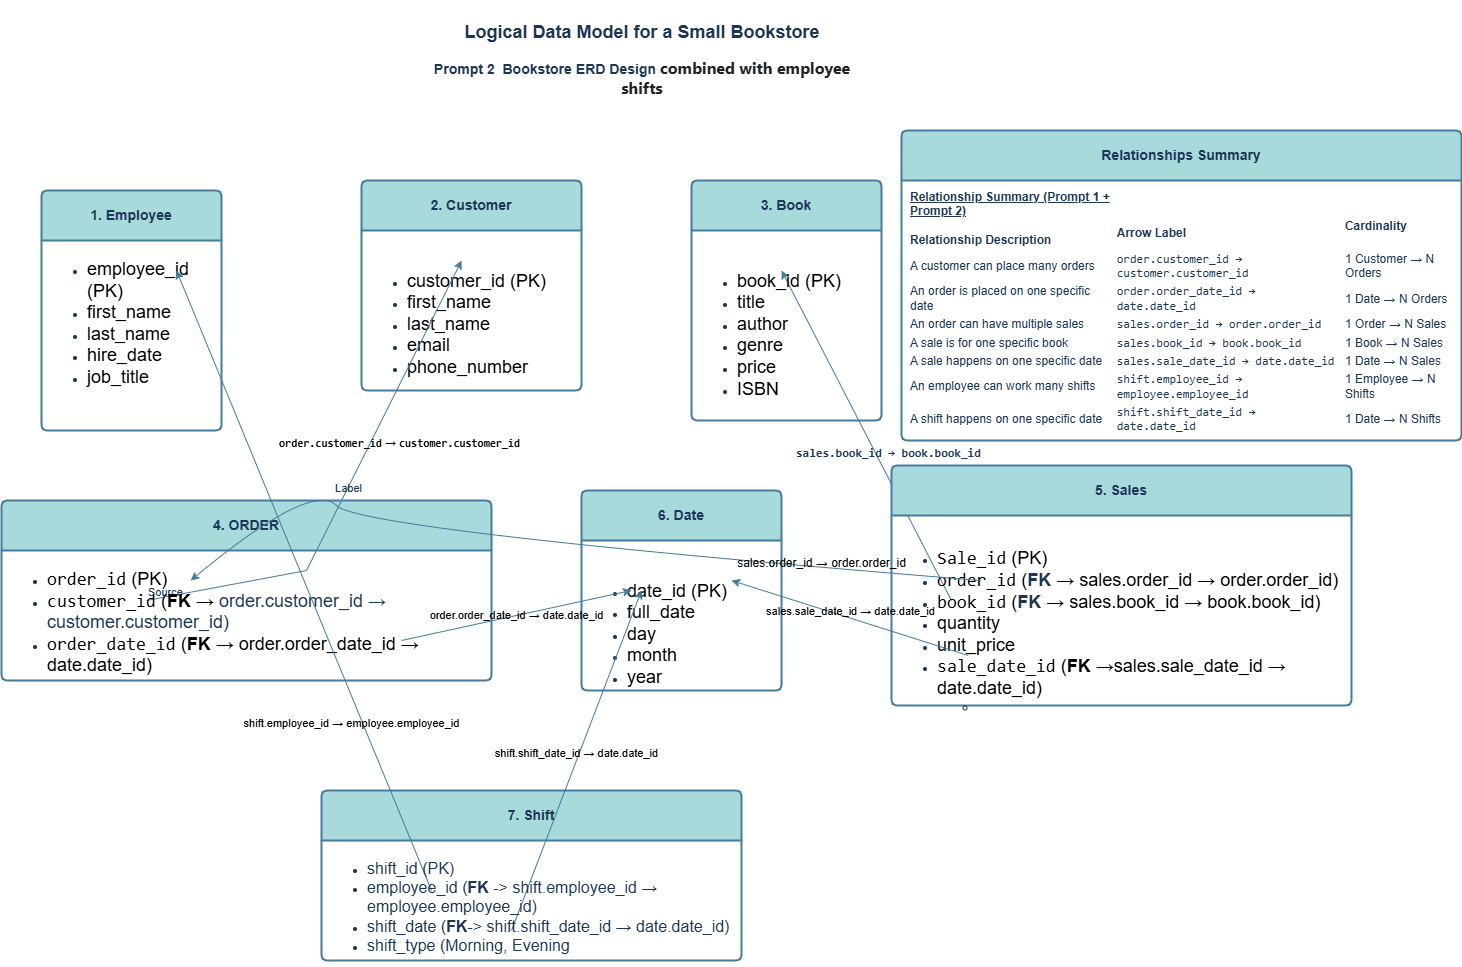 Logical Data Model for a Small Bookstore
Prompt 2  Bookstore ERD Design combined with employee
shifts
1. Employee
employee_id
(PK)
first_name
last_name
hire_date
job_title
2. Customer
customer_id (PK)
first_name
last_name
email
phone_number
3. Book
book_id (PK)
title
author
genre
price
ISBN
Relationships Summary
Relationship Summary (Prompt 1 +
Prompt 2)
Relationship Description Arrow Label Cardinality
A customer can place many orders order.customer_id → customer.customer_id 1 Customer → N Orders
An order is placed on one specific date order.order_date_id → date.date_id 1 Date → N Orders
An order can have multiple sales sales.order_id → order.order_id 1 Order → N Sales
A sale is for one specific book sales.book_id → book.book_id 1 Book → N Sales
A sale happens on one specific date sales.sale_date_id → date.date_id 1 Date → N Sales
An employee can work many shifts shift.employee_id → employee.employee_id 1 Employee → N Shifts
A shift happens on one specific date shift.shift_date_id → date.date_id 1 Date → N Shifts
order.customer_id → customer.customer_id
sales.book_id → book.book_id
Label
4. ORDER
order_id (PK)
Source
customer_id (FK → order.customer_id →
customer.customer_id)
order_date_id (FK → order.order_date_id →
date.date_id)
order.order_date_id → date.date_id
6. Date
date_id (PK)
full_date
day
month
year
sales.order_id → order.order_id
sales.sale_date_id → date.date_id
5. Sales
Sale_id (PK)
order_id (FK → sales.order_id → order.order_id)
book_id (FK → sales.book_id → book.book_id)
quantity
unit_price
sale_date_id (FK →sales.sale_date_id →
date.date_id)
shift.employee_id → employee.employee_id
shift.shift_date_id → date.date_id
7. Shift
shift_id (PK)
employee_id (FK -> shift.employee_id →
employee.employee_id)
shift_date (FK-> shift.shift_date_id → date.date_id)
shift_type (Morning, Evening